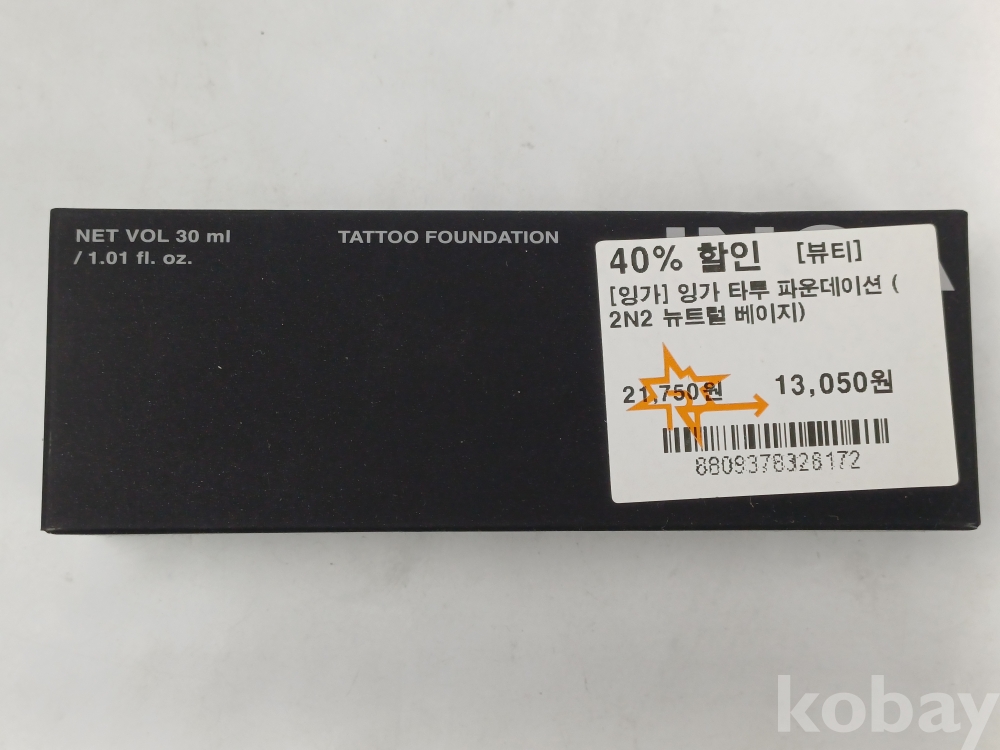 NET VOL 30 ml
/ 1.01 fl. oz.
TATTOO FOUNDATION
40% 할인 [뷰티]
[잉가] 잉가 타투 파운데이션 (
2N2 뉴트럴 베이지)
21,750원
13,050원
8809378328172
kobay